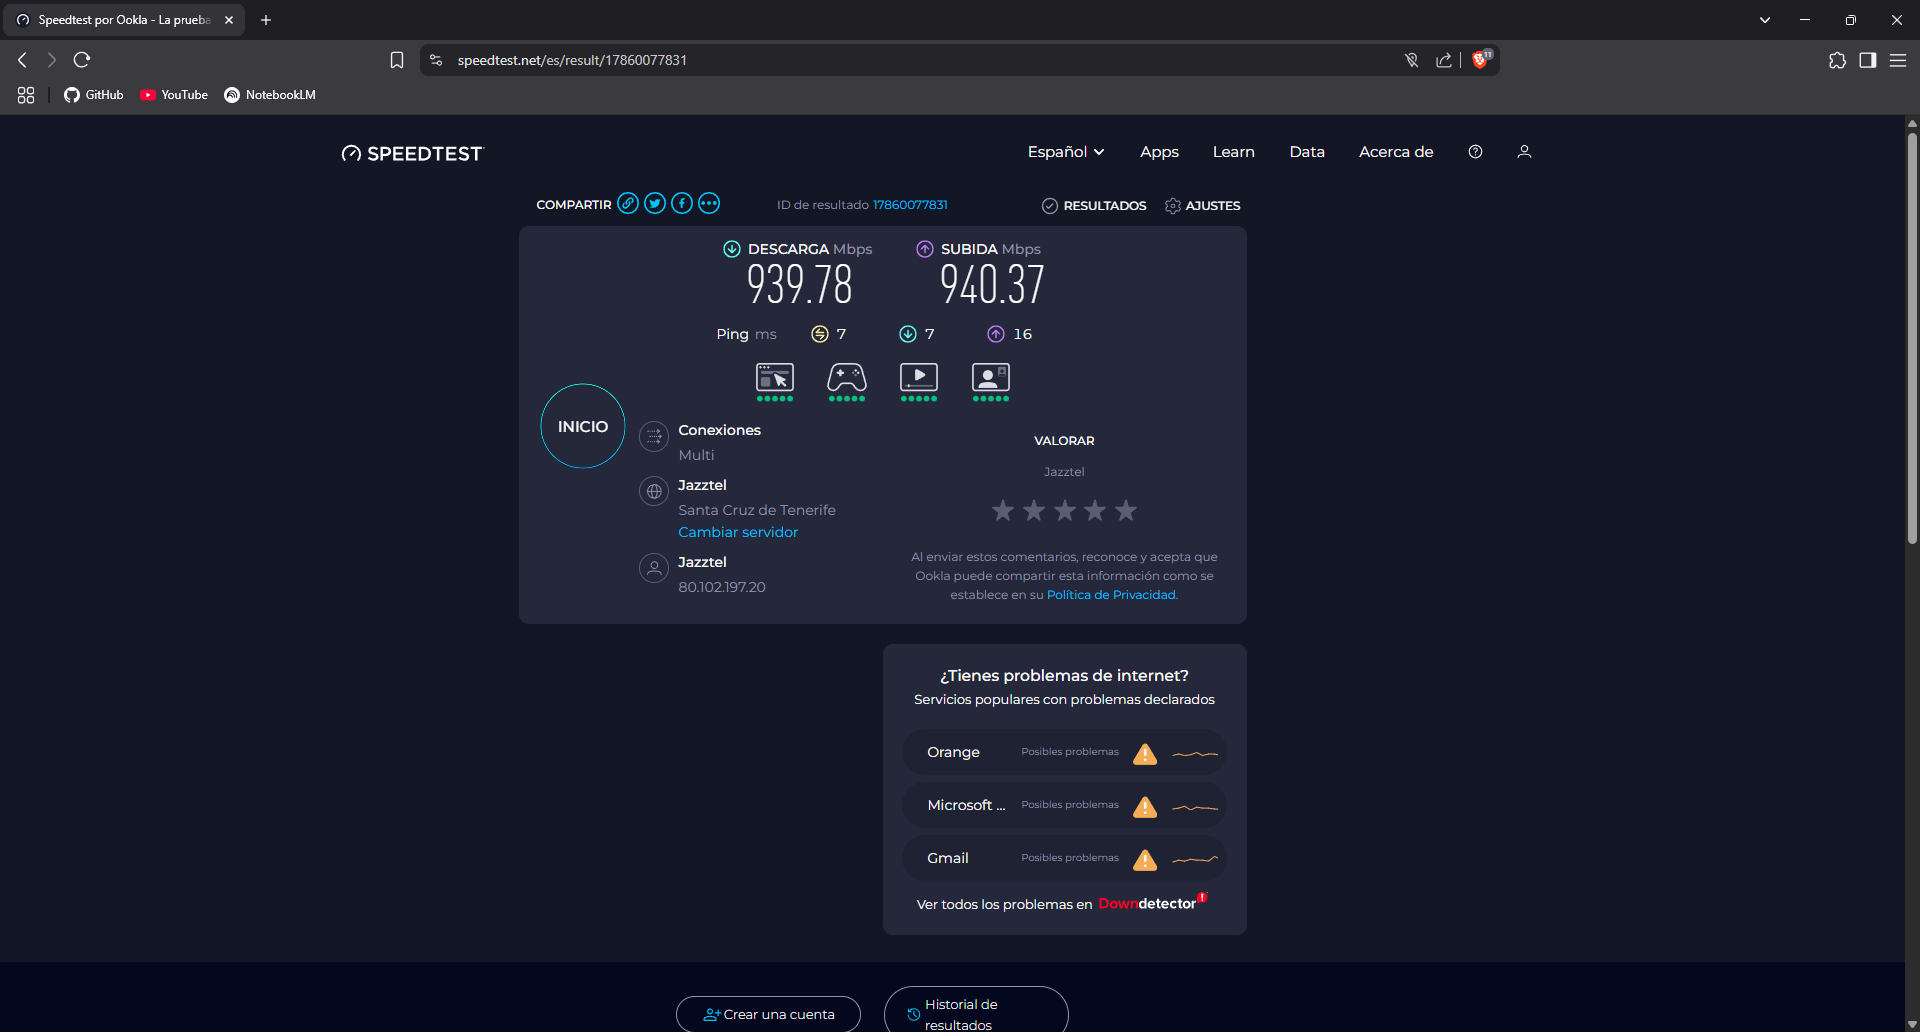 Speedtest por Ookla - La prueba
speedtest.net/es/result/17860077831
11
GitHub
YouTube
NotebookLM
SPEEDTEST
Español
Apps
Learn
Data
Acerca de
COMPARTIR
ID de resultado 17860077831
RESULTADOS
AJUSTES
DESCARGA Mbps
SUBIDA Mbps
939.78
940.37
Ping ms
7
7
16
INICIO
Conexiones
Multi
Jazztel
Santa Cruz de Tenerife
Cambiar servidor
Jazztel
80.102.197.20
VALORAR
Jazztel
Al enviar estos comentarios, reconoce y acepta que
Ookla puede compartir esta información como se
establece en su Política de Privacidad.
¿Tienes problemas de internet?
Servicios populares con problemas declarados
Orange
Posibles problemas
Microsoft ...
Posibles problemas
Gmail
Posibles problemas
Ver todos los problemas en Downdetector
Crear una cuenta
Historial de
resultados